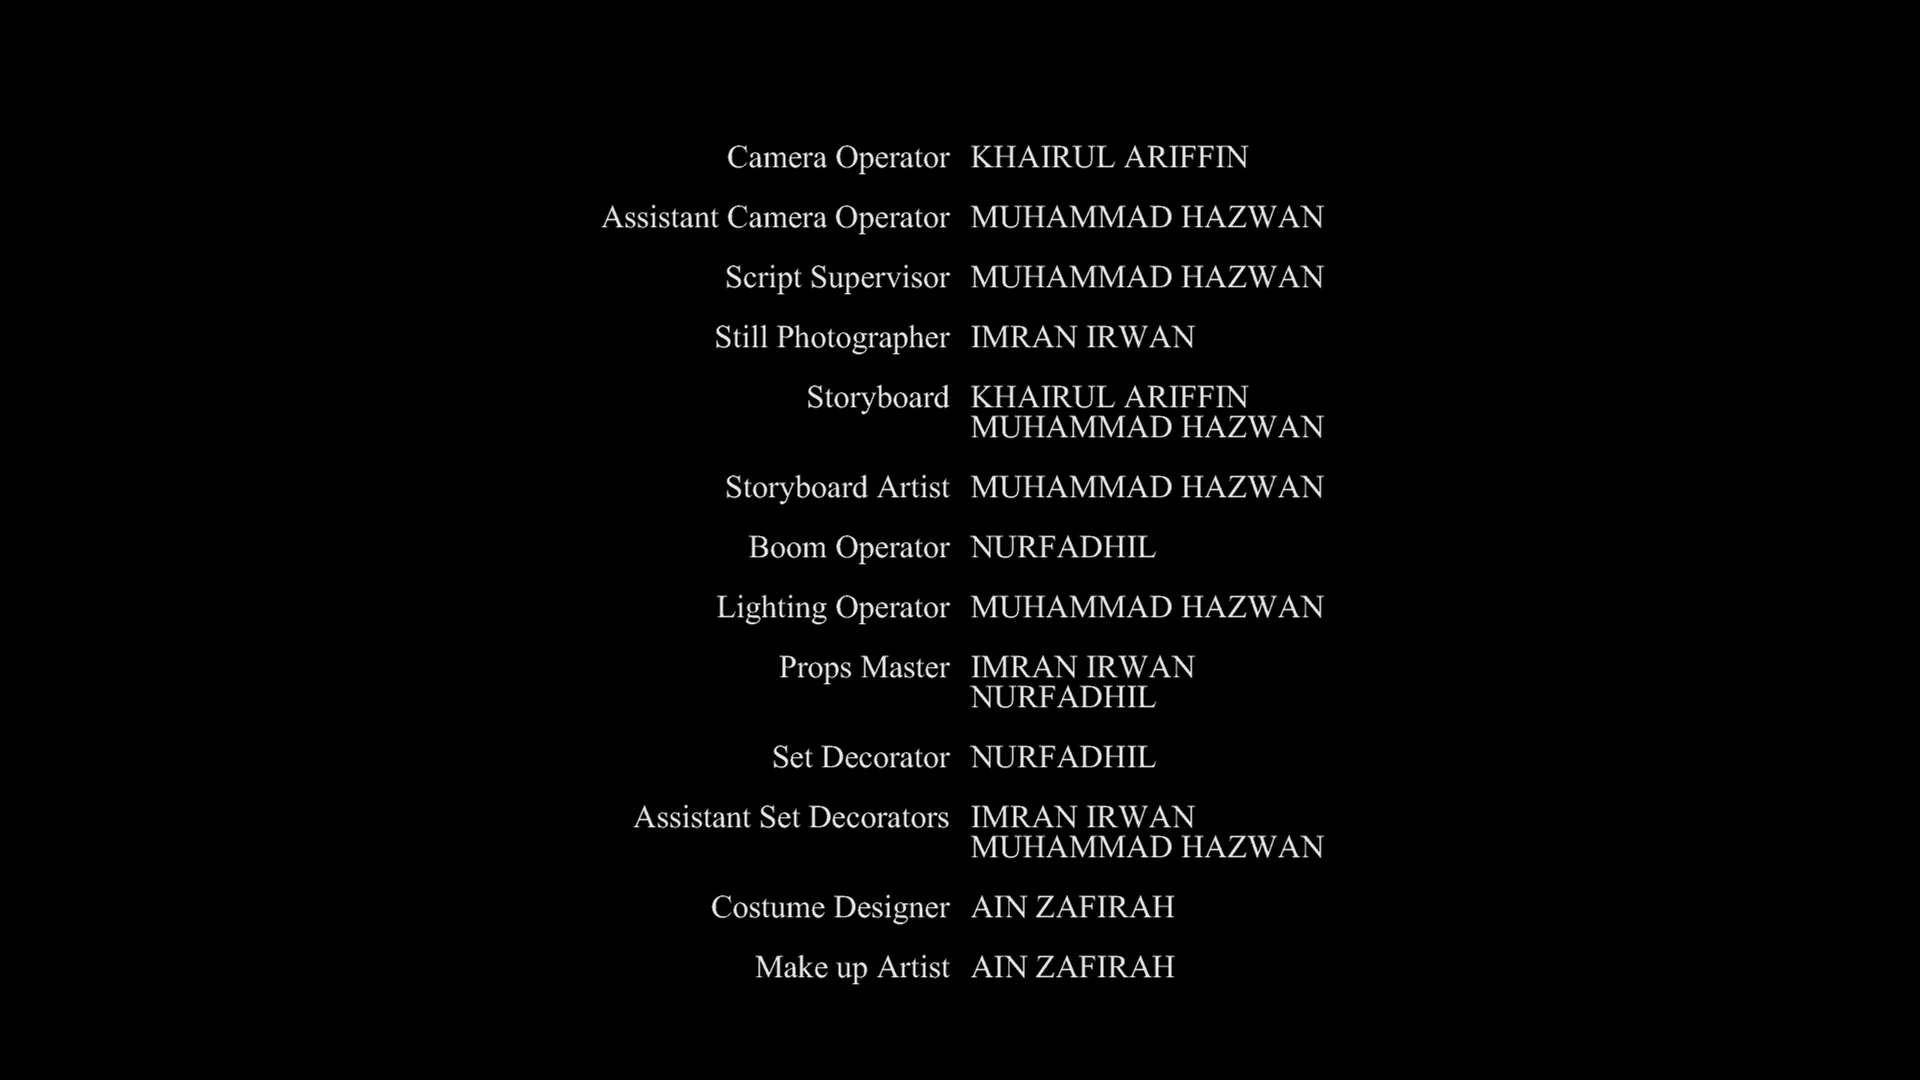 Camera Operator KHAIRUL ARIFFIN
Assistant Camera Operator MUHAMMAD HAZWAN
Script Supervisor MUHAMMAD HAZWAN
Still Photographer IMRAN IRWAN
Storyboard KHAIRUL ARIFFIN
MUHAMMAD HAZWAN
Storyboard Artist MUHAMMAD HAZWAN
Boom Operator NURFADHIL
Lighting Operator MUHAMMAD HAZWAN
Props Master IMRAN IRWAN
NURFADHIL
Set Decorator NURFADHIL
Assistant Set Decorators IMRAN IRWAN
MUHAMMAD HAZWAN
Costume Designer AIN ZAFIRAH
Make up Artist AIN ZAFIRAH